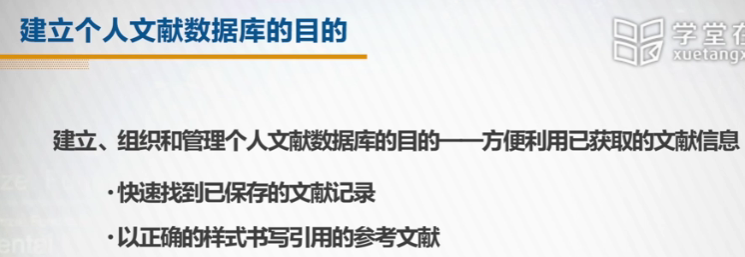 建立个人文献数据库的目的
学堂在
xuetangx
建立、组织和管理个人文献数据库的目的——方便利用已获取的文献信息
·快速找到已保存的文献记录
·以正确的样式书写引用的参考文献